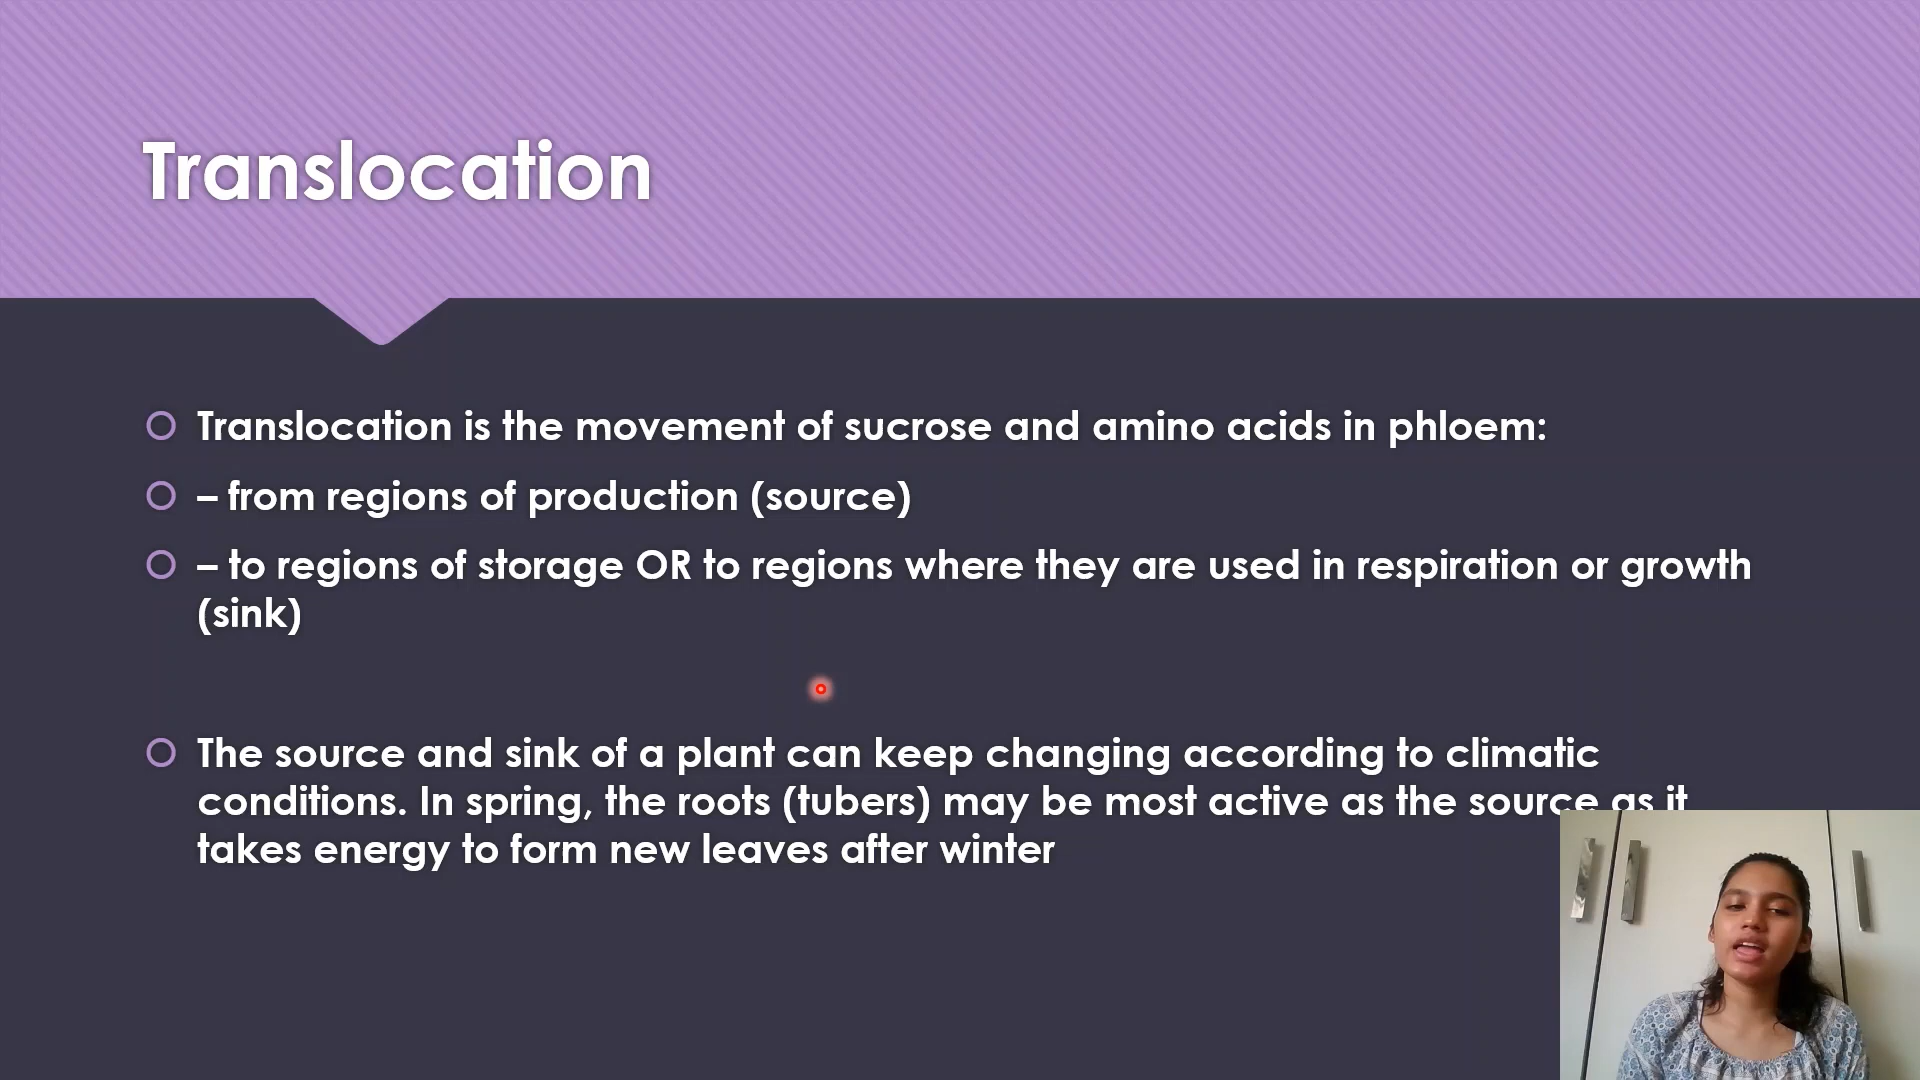 Translocation
Translocation is the movement of sucrose and amino acids in phloem:
– from regions of production (source)
– to regions of storage OR to regions where they are used in respiration or growth
(sink)
The source and sink of a plant can keep changing according to climatic
conditions. In spring, the roots (tubers) may be most active as the source as it
takes energy to form new leaves after winter